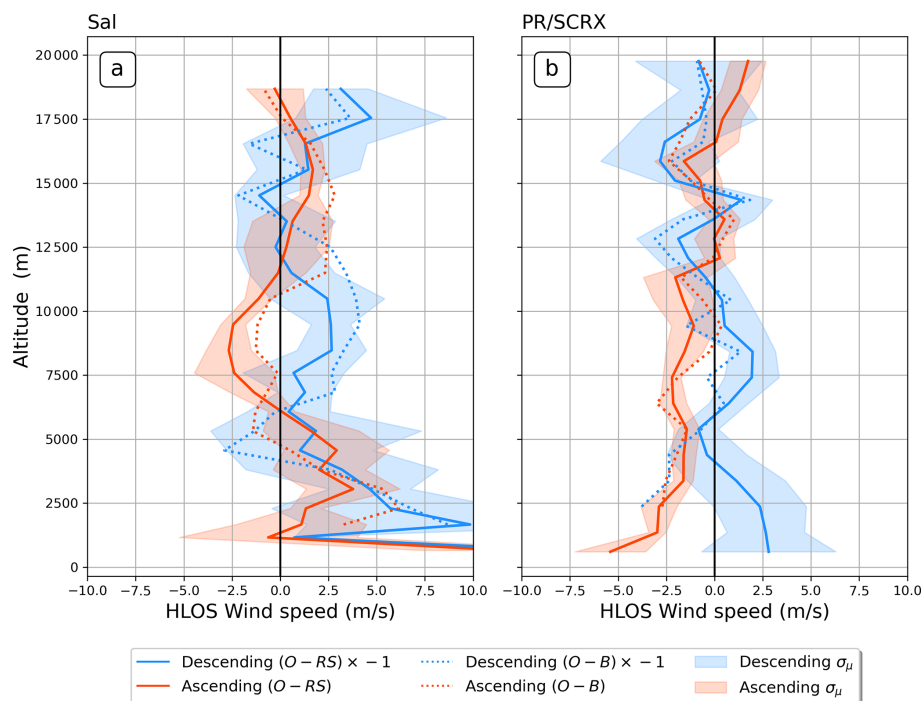 Sal
PR/SCRX
20000
17500
15000
12500
10000
7500
5000
2500
0
Altitude (m)
a
b
−10.0 −7.5 −5.0 −2.5 0.0 2.5 5.0 7.5 10.0
−10.0 −7.5 −5.0 −2.5 0.0 2.5 5.0 7.5 10.0
HLOS Wind speed (m/s)
HLOS Wind speed (m/s)
Descending (O − RS) × −1
Descending (O − B) × −1
Descending σμ
Ascending (O − RS)
Ascending (O − B)
Ascending σμ